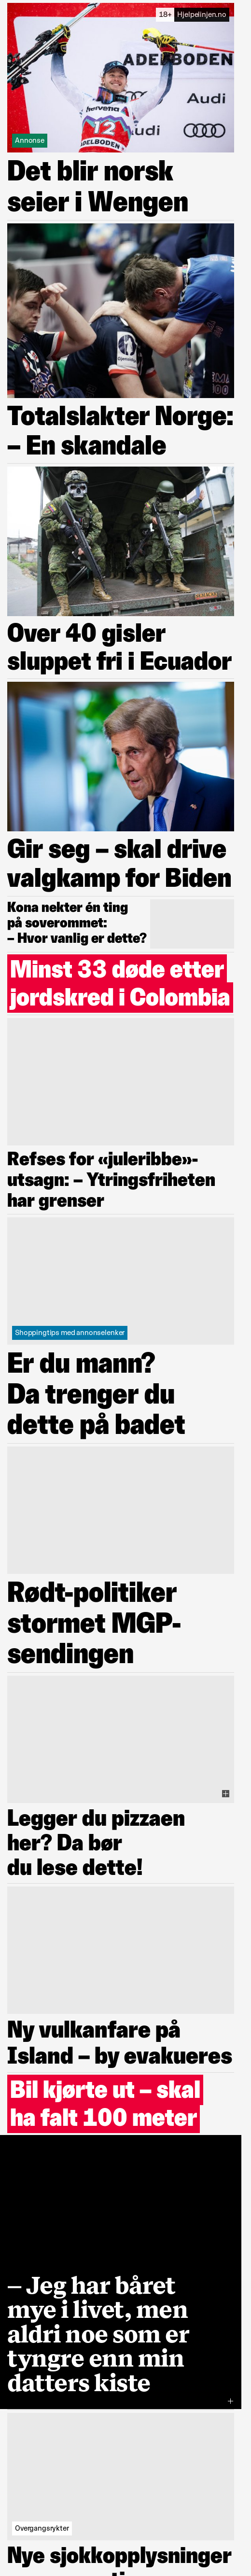 18+ Hjelpelinjen.no
12
ADELBODEN
Audi
helvetia
Audi
ADELBODEN
Annonse
Det blir norsk
seier i Wengen
Totalslakter Norge:
– En skandale
Over 40 gisler
sluppet fri i Ecuador
Gir seg – skal drive
valgkamp for Biden
Kona nekter én ting
på soverommet:
– Hvor vanlig er dette?
Minst 33 døde etter
jordskred i Colombia
Refses for «juleribbe»-
utsagn: – Ytringsfriheten
har grenser
Shoppingtips med annonselenker
Er du mann?
Da trenger du
dette på badet
Rødt-politiker
stormet MGP-
sendingen
Legger du pizzaen
her? Da bør
du lese dette!
Ny vulkanfare på
Island – by evakueres
Bil kjørte ut – skal
ha falt 100 meter
– Jeg har båret
mye i livet, men
aldri noe som er
tyngre enn min
datters kiste
Overgangsrykter
Nye sjokkopplysninger